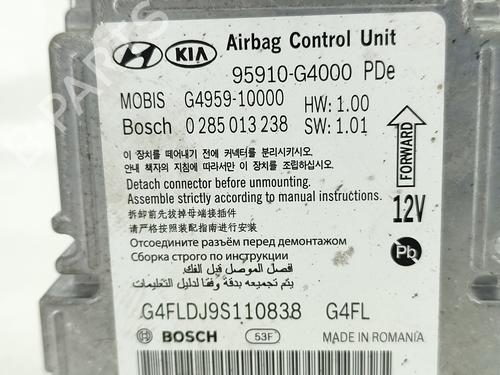 HYUNDAI KIA Airbag Control Unit
95910-G4000 PDe
MOBIS G4959-10000 HW: 1.00
Bosch 0 285 013 238 SW: 1.01
이 장치를 떼어내기 전에 커넥터를 분리시키시오.
안내 책자의 지침에 따라서만 이 장치를 조립하십시오.
Detach connector before unmounting.
Assemble strictly according to manual instructions.
FORWARD
12V
拆卸前先拔掉母端接插件
请严格按照装配指南进行安装
Отсоедините разъём перед демонтажом
Сборка строго по инструкции
Pb
افصل الموصل قبل الفك.
يتم تجميعه بدقة وفقا لدليل التعليمات
G4FLDJ9S110838 G4FL
BOSCH 53F MADE IN ROMANIA